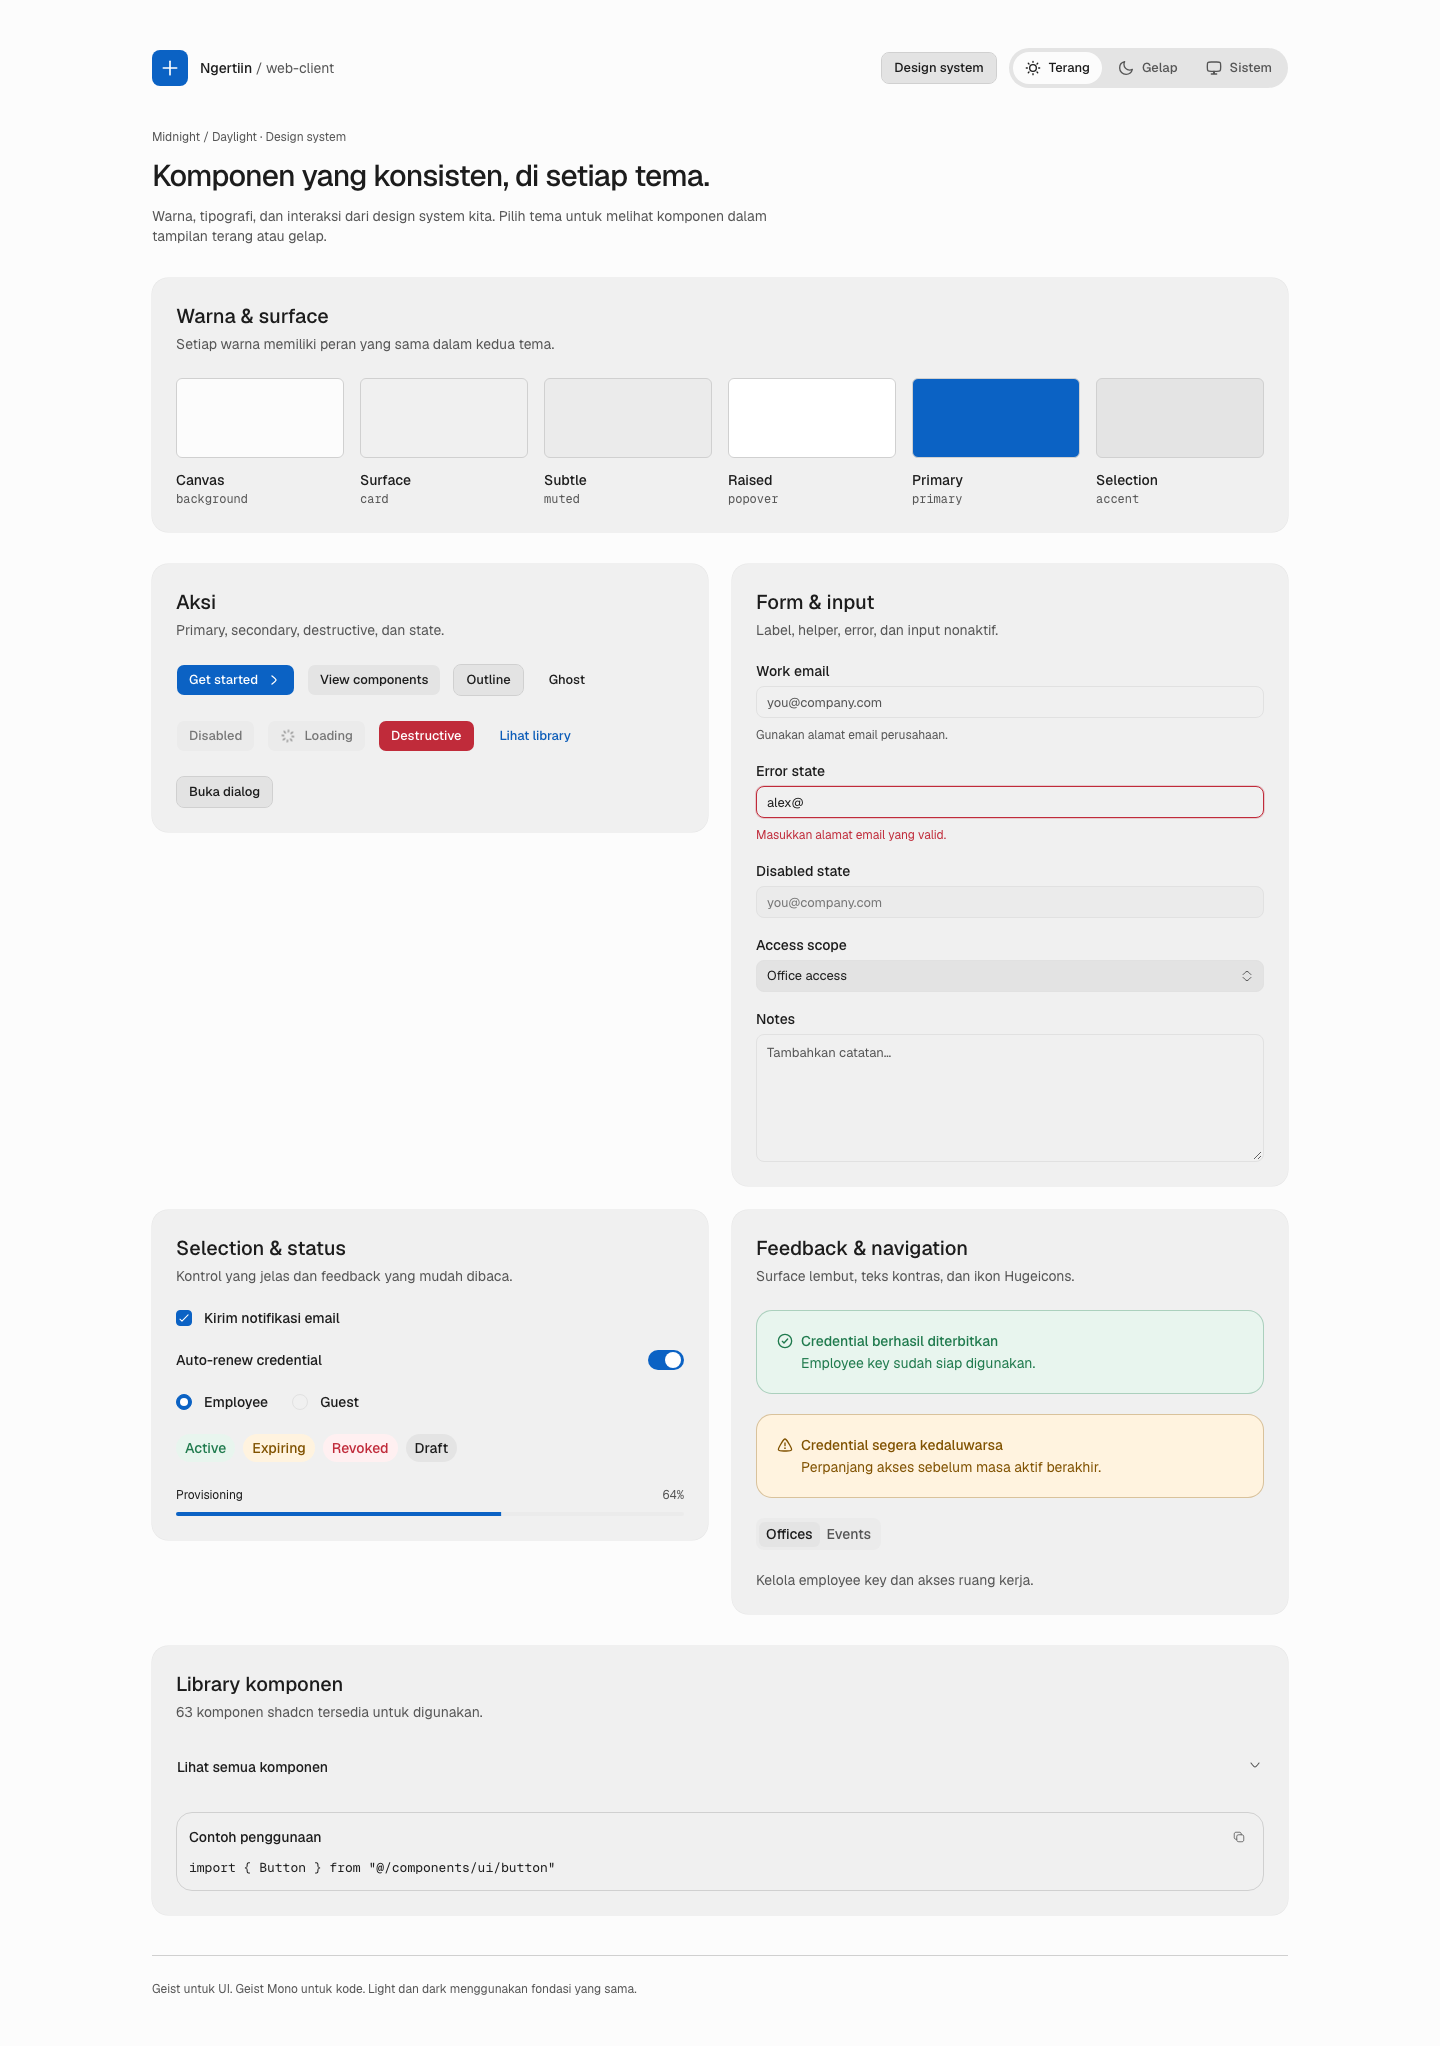 Ngertiin / web-client
Design system
Terang
Gelap
Sistem
Midnight / Daylight · Design system
Komponen yang konsisten, di setiap tema.
Warna, tipografi, dan interaksi dari design system kita. Pilih tema untuk melihat komponen dalam
tampilan terang atau gelap.
Warna & surface
Setiap warna memiliki peran yang sama dalam kedua tema.
Canvas
background
Surface
card
Subtle
muted
Raised
popover
Primary
primary
Selection
accent
Aksi
Primary, secondary, destructive, dan state.
Get started
View components
Outline
Ghost
Disabled
Loading
Destructive
Lihat library
Buka dialog
Form & input
Label, helper, error, dan input nonaktif.
Work email
you@company.com
Gunakan alamat email perusahaan.
Error state
alex@
Masukkan alamat email yang valid.
Disabled state
you@company.com
Access scope
Office access
Notes
Tambahkan catatan...
Selection & status
Kontrol yang jelas dan feedback yang mudah dibaca.
Kirim notifikasi email
Auto-renew credential
Employee
Guest
Active
Expiring
Revoked
Draft
Provisioning
64%
Feedback & navigation
Surface lembut, teks kontras, dan ikon Hugeicons.
Credential berhasil diterbitkan
Employee key sudah siap digunakan.
Credential segera kedaluwarsa
Perpanjang akses sebelum masa aktif berakhir.
Offices
Events
Kelola employee key dan akses ruang kerja.
Library komponen
63 komponen shadcn tersedia untuk digunakan.
Lihat semua komponen
Contoh penggunaan
import { Button } from "@/components/ui/button"
Geist untuk UI. Geist Mono untuk kode. Light dan dark menggunakan fondasi yang sama.